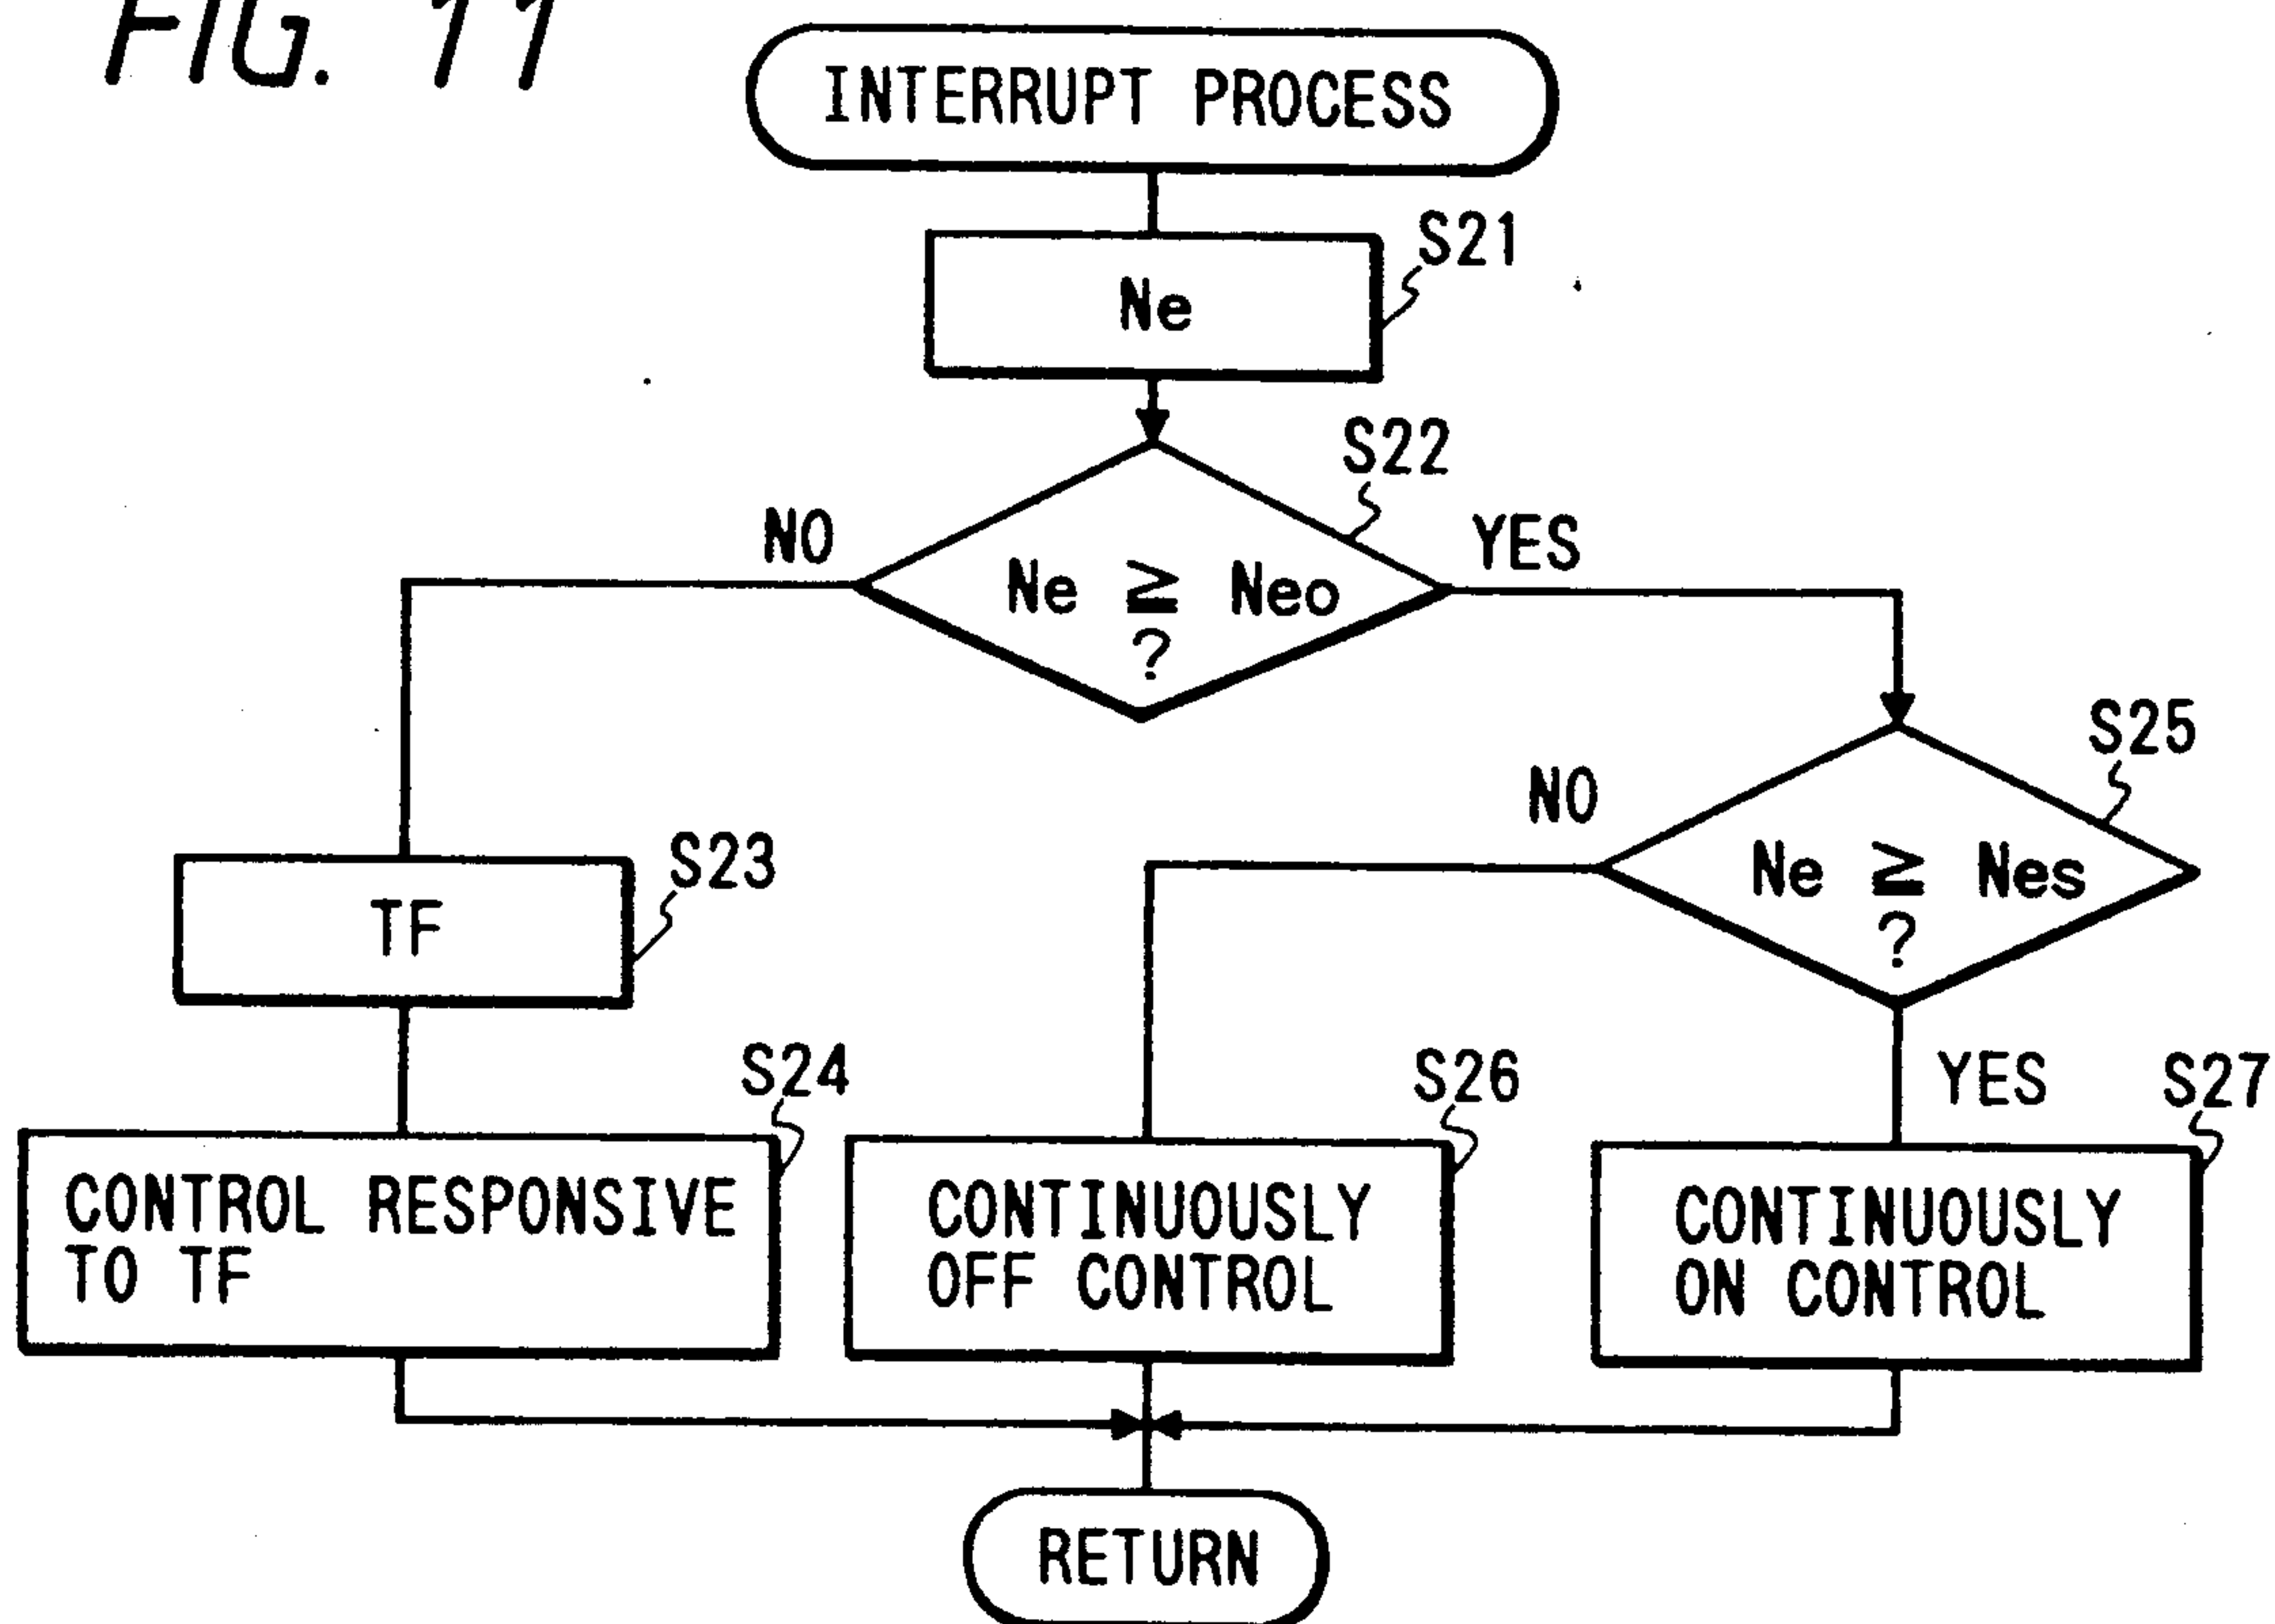 FIG. 11
INTERRUPT PROCESS
S21
Ne
S22
NO
YES
Ne ≧ Neo
?
S25
NO
Ne ≧ Nes
?
S23
TF
YES
S24
CONTROL RESPONSIVE
TO TF
S26
CONTINUOUSLY
OFF CONTROL
S27
CONTINUOUSLY
ON CONTROL
RETURN